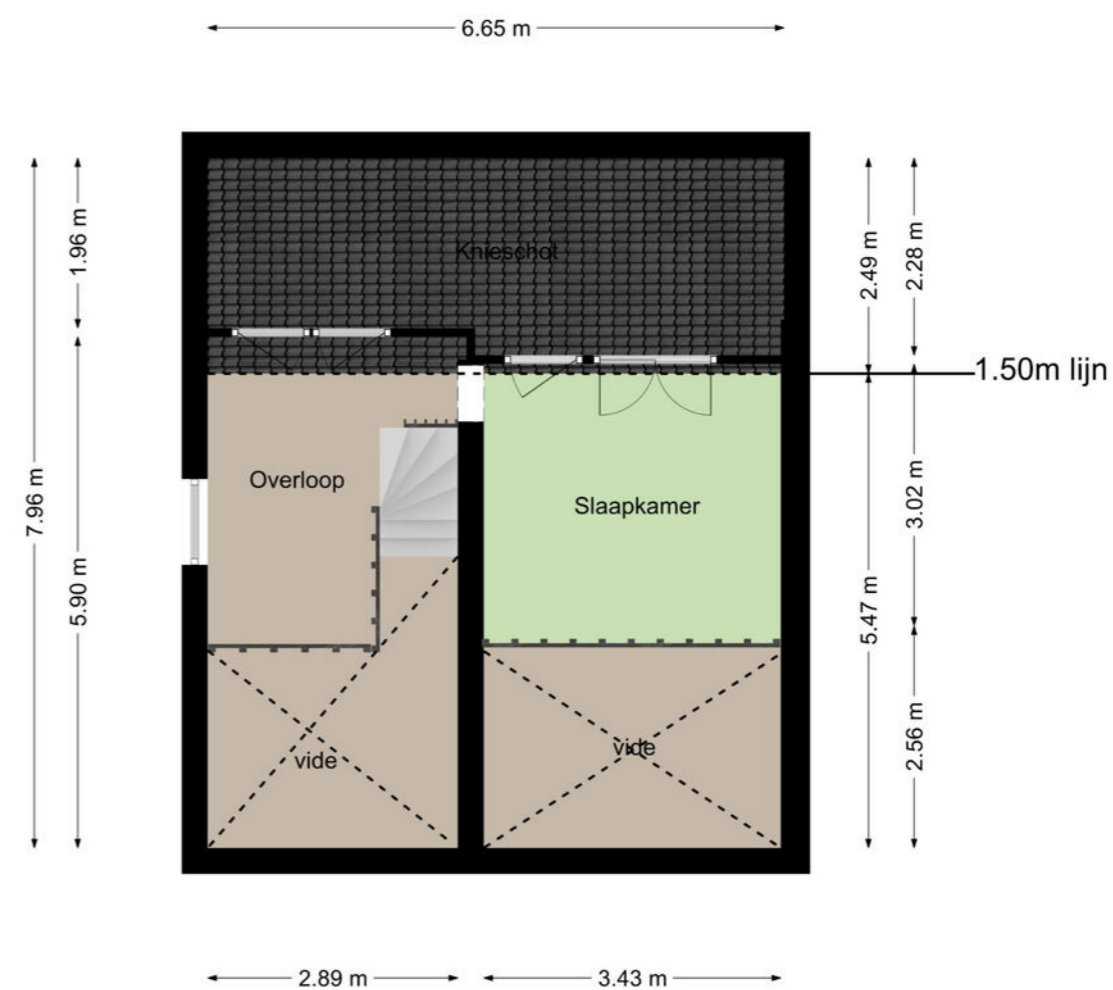 6.65 m
1.96 m
2.49 m
2.28 m
Knieschot
1.50m lijn
7.96 m
Overloop
Slaapkamer
3.02 m
5.90 m
5.47 m
2.56 m
vide
vide
2.89 m
3.43 m